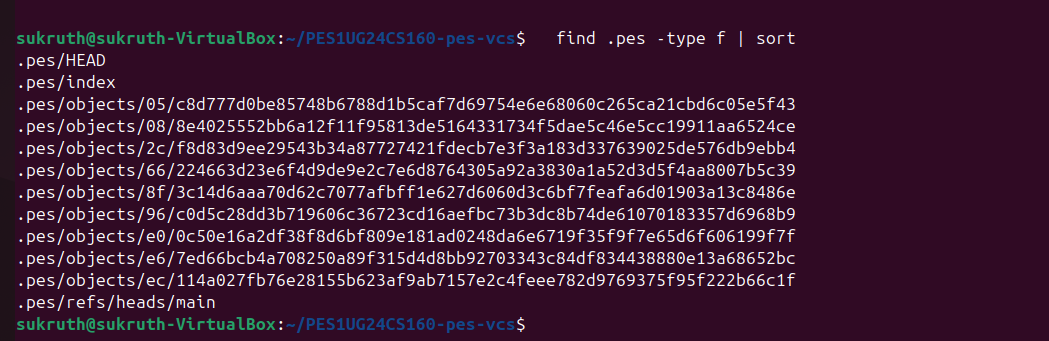 sukruth@sukruth-VirtualBox:~/PES1UG24CS160-pes-vcs$   find .pes -type f | sort
.pes/HEAD
.pes/index
.pes/objects/05/c8d777d0be85748b6788d1b5caf7d69754e6e68060c265ca21cbd6c05e5f43
.pes/objects/08/8e4025552bb6a12f11f95813de5164331734f5dae5c46e5cc19911aa6524ce
.pes/objects/2c/f8d83d9ee29543b34a87727421fdecb7e3f3a183d337639025de576db9ebb4
.pes/objects/66/224663d23e6f4d9de9e2c7e6d8764305a92a3830a1a52d3d5f4aa8007b5c39
.pes/objects/8f/3c14d6aaa70d62c7077afbff1e627d6060d3c6bf7feafa6d01903a13c8486e
.pes/objects/96/c0d5c28dd3b719606c36723cd16aefbc73b3dc8b74de61070183357d6968b9
.pes/objects/e0/0c50e16a2df38f8d6bf809e181ad0248da6e6719f35f9f7e65d6f606199f7f
.pes/objects/e6/7ed66bcb4a708250a89f315d4d8bb92703343c84df834438880e13a68652bc
.pes/objects/ec/114a027fb76e28155b623af9ab7157e2c4feee782d9769375f95f222b66c1f
.pes/refs/heads/main
sukruth@sukruth-VirtualBox:~/PES1UG24CS160-pes-vcs$